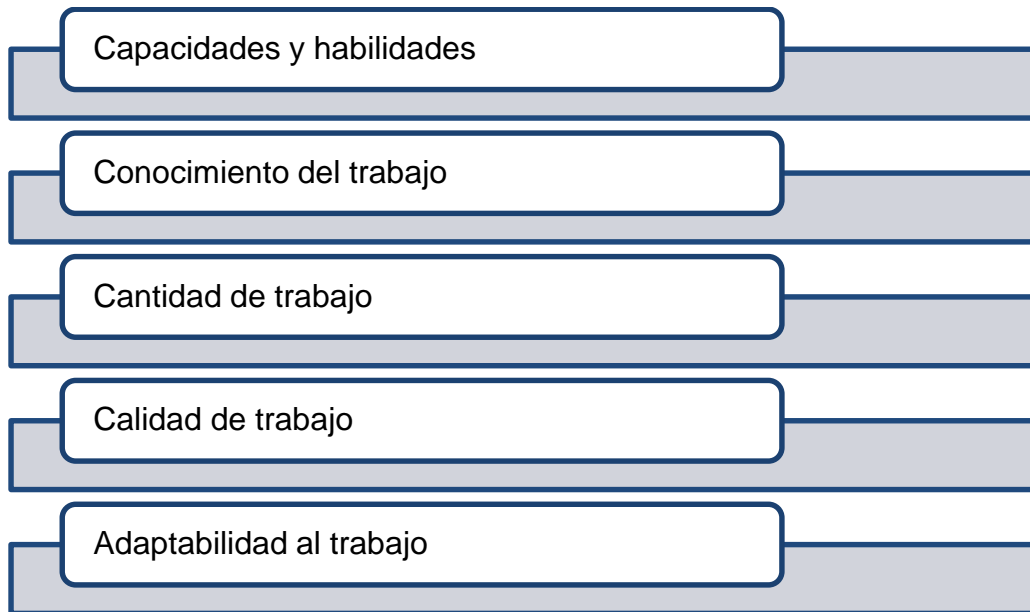 Capacidades y habilidades
Conocimiento del trabajo
Cantidad de trabajo
Calidad de trabajo
Adaptabilidad al trabajo